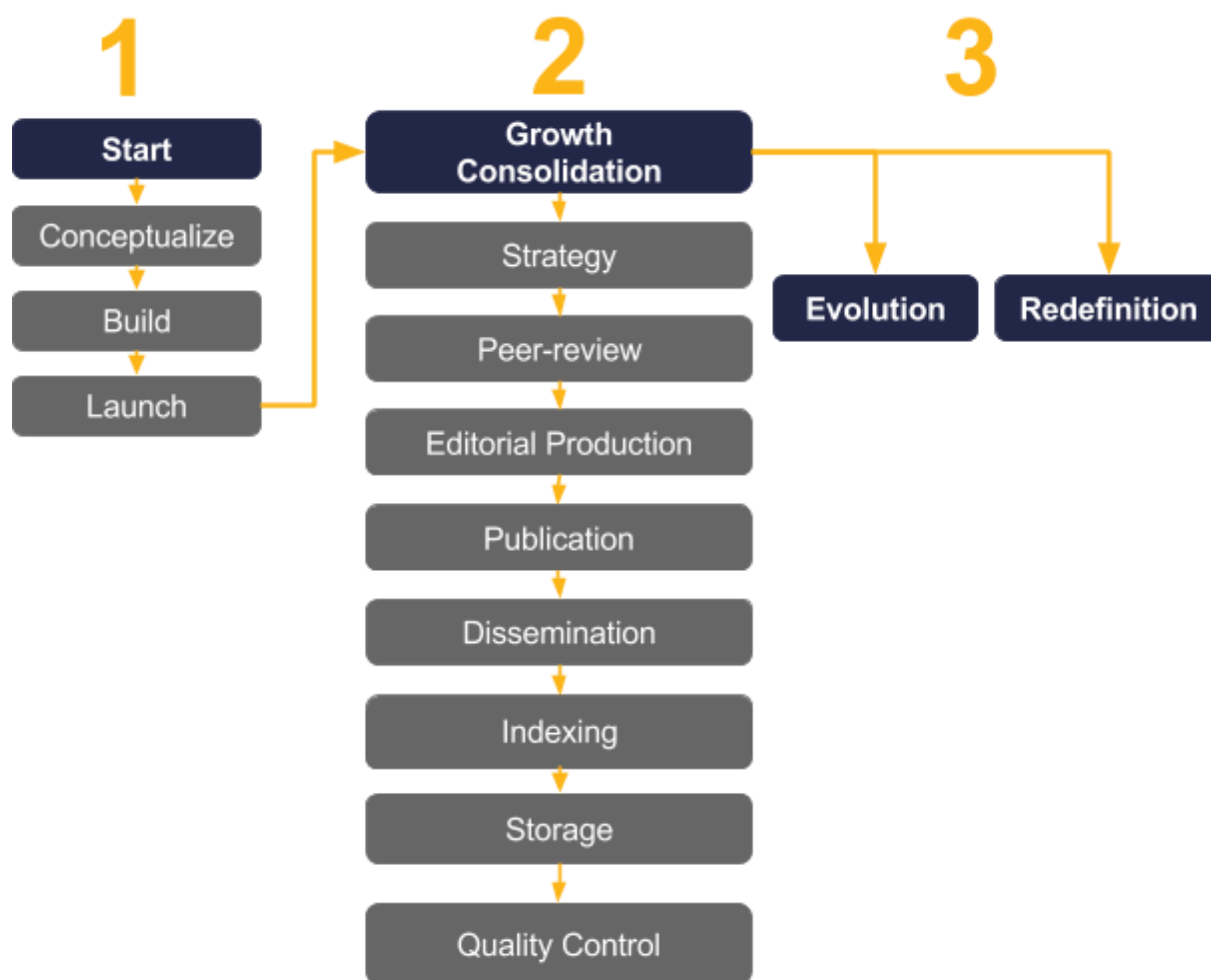 1
Start
Conceptualize
Build
Launch
2
Growth
Consolidation
Strategy
Peer-review
Editorial Production
Publication
Dissemination
Indexing
Storage
Quality Control
3
Evolution
Redefinition